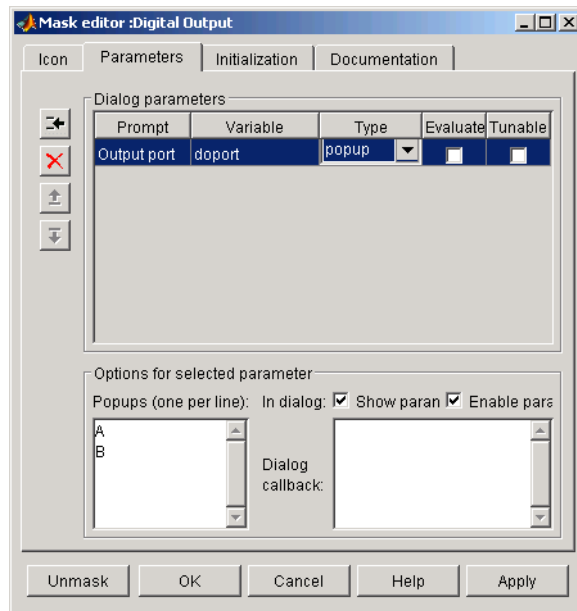 Mask editor :Digital Output
Icon Parameters Initialization Documentation
Dialog parameters
Prompt Variable Type Evaluate Tunable
Output port doport popup
Options for selected parameter
Popups (one per line): In dialog: Show paran Enable para
A
B
Dialog
callback:
Unmask OK Cancel Help Apply